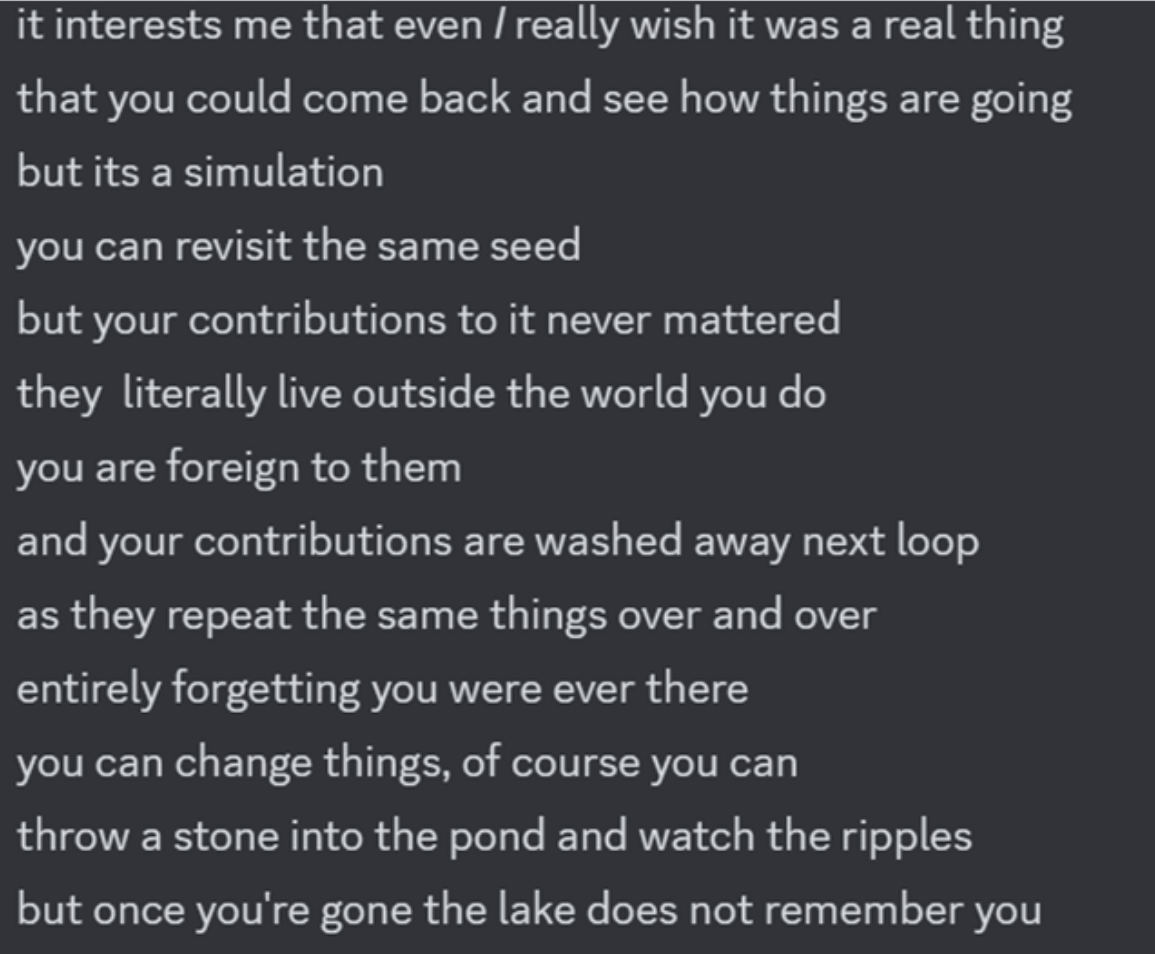 it interests me that even I really wish it was a real thing
that you could come back and see how things are going
but its a simulation
you can revisit the same seed
but your contributions to it never mattered
they  literally live outside the world you do
you are foreign to them
and your contributions are washed away next loop
as they repeat the same things over and over
entirely forgetting you were ever there
you can change things, of course you can
throw a stone into the pond and watch the ripples
but once you're gone the lake does not remember you